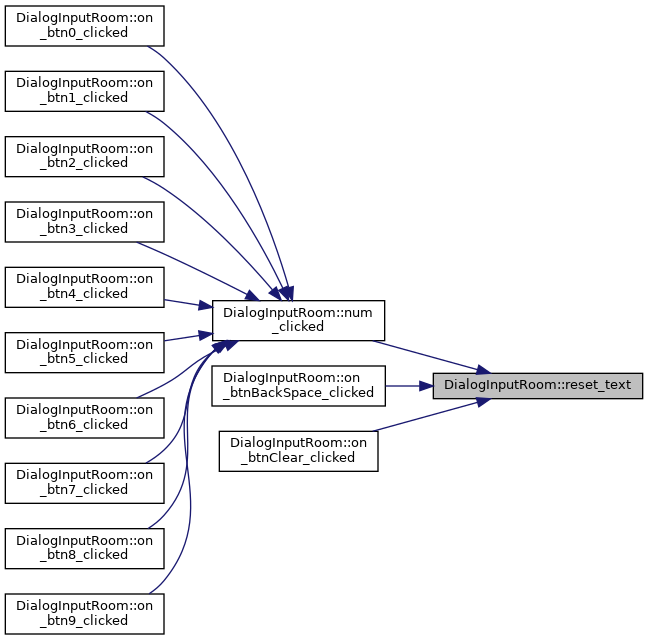 DialogInputRoom::on
_btn0_clicked
DialogInputRoom::on
_btn1_clicked
DialogInputRoom::on
_btn2_clicked
DialogInputRoom::on
_btn3_clicked
DialogInputRoom::on
_btn4_clicked
DialogInputRoom::on
_btn5_clicked
DialogInputRoom::on
_btn6_clicked
DialogInputRoom::on
_btn7_clicked
DialogInputRoom::on
_btn8_clicked
DialogInputRoom::on
_btn9_clicked
DialogInputRoom::num
_clicked
DialogInputRoom::on
_btnBackSpace_clicked
DialogInputRoom::on
_btnClear_clicked
DialogInputRoom::reset_text